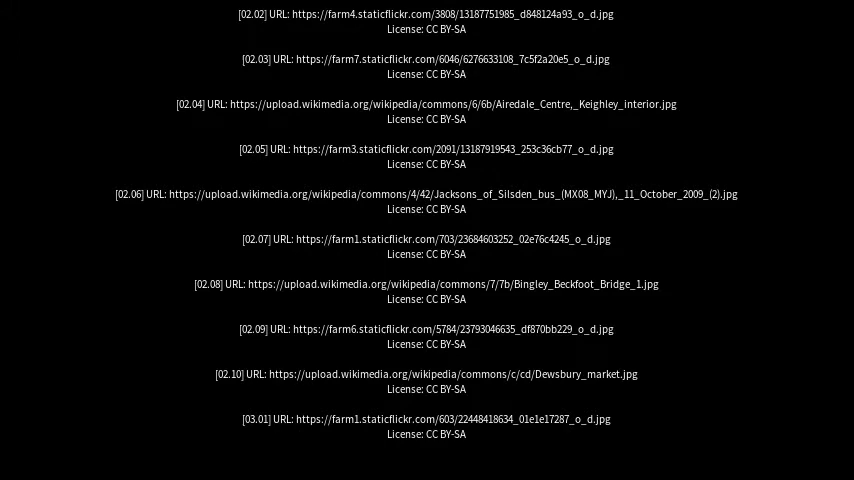 [02.02] URL: https://farm4.staticflickr.com/3808/13187751985_d848124a93_o_d.jpg
License: CC BY-SA
[02.03] URL: https://farm7.staticflickr.com/6046/6276633108_7c5f2a20e5_o_d.jpg
License: CC BY-SA
[02.04] URL: https://upload.wikimedia.org/wikipedia/commons/6/6b/Airedale_Centre,_Keighley_interior.jpg
License: CC BY-SA
[02.05] URL: https://farm3.staticflickr.com/2091/13187919543_253c36cb77_o_d.jpg
License: CC BY-SA
[02.06] URL: https://upload.wikimedia.org/wikipedia/commons/4/42/Jacksons_of_Silsden_bus_(MX08_MYJ),_11_October_2009_(2).jpg
License: CC BY-SA
[02.07] URL: https://farm1.staticflickr.com/703/23684603252_02e76c4245_o_d.jpg
License: CC BY-SA
[02.08] URL: https://upload.wikimedia.org/wikipedia/commons/7/7b/Bingley_Beckfoot_Bridge_1.jpg
License: CC BY-SA
[02.09] URL: https://farm6.staticflickr.com/5784/23793046635_df870bb229_o_d.jpg
License: CC BY-SA
[02.10] URL: https://upload.wikimedia.org/wikipedia/commons/c/cd/Dewsbury_market.jpg
License: CC BY-SA
[03.01] URL: https://farm1.staticflickr.com/603/22448418634_01e1e17287_o_d.jpg
License: CC BY-SA